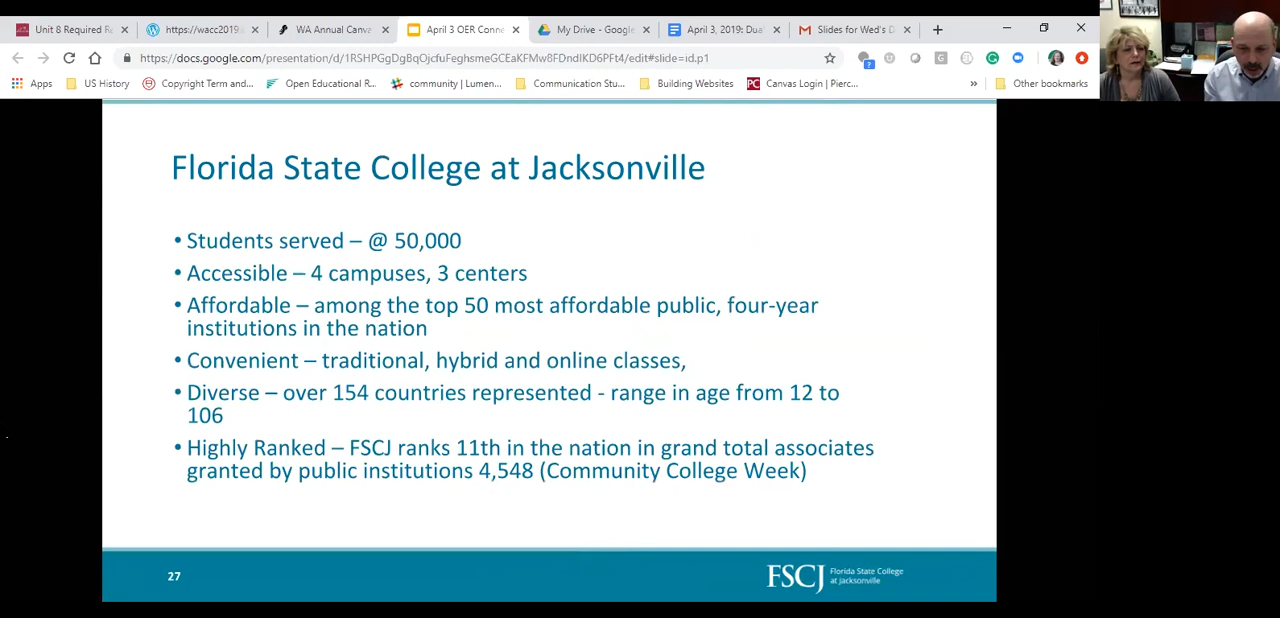 Unit 8 Required R
https://wacc2019.
WA Annual Canva
April 3 OER Conne
My Drive - Google
April 3, 2019: Dua
Slides for Wed's D
https://docs.google.com/presentation/d/1RSHPGgDgBqOjcfuFeghsmeGCEaKFMw8FDndIKD6PFt4/edit#slide=id.p1
Apps
US History
Copyright Term and...
Open Educational R...
community | Lumen...
Communication Stu...
Building Websites
PC Canvas Login | Pierc...
»
Other bookmarks
Florida State College at Jacksonville
• Students served – @ 50,000
• Accessible – 4 campuses, 3 centers
• Affordable – among the top 50 most affordable public, four-year
institutions in the nation
• Convenient – traditional, hybrid and online classes,
• Diverse – over 154 countries represented - range in age from 12 to
106
• Highly Ranked – FSCJ ranks 11th in the nation in grand total associates
granted by public institutions 4,548 (Community College Week)
27
FSCJ Florida State College
at Jacksonville